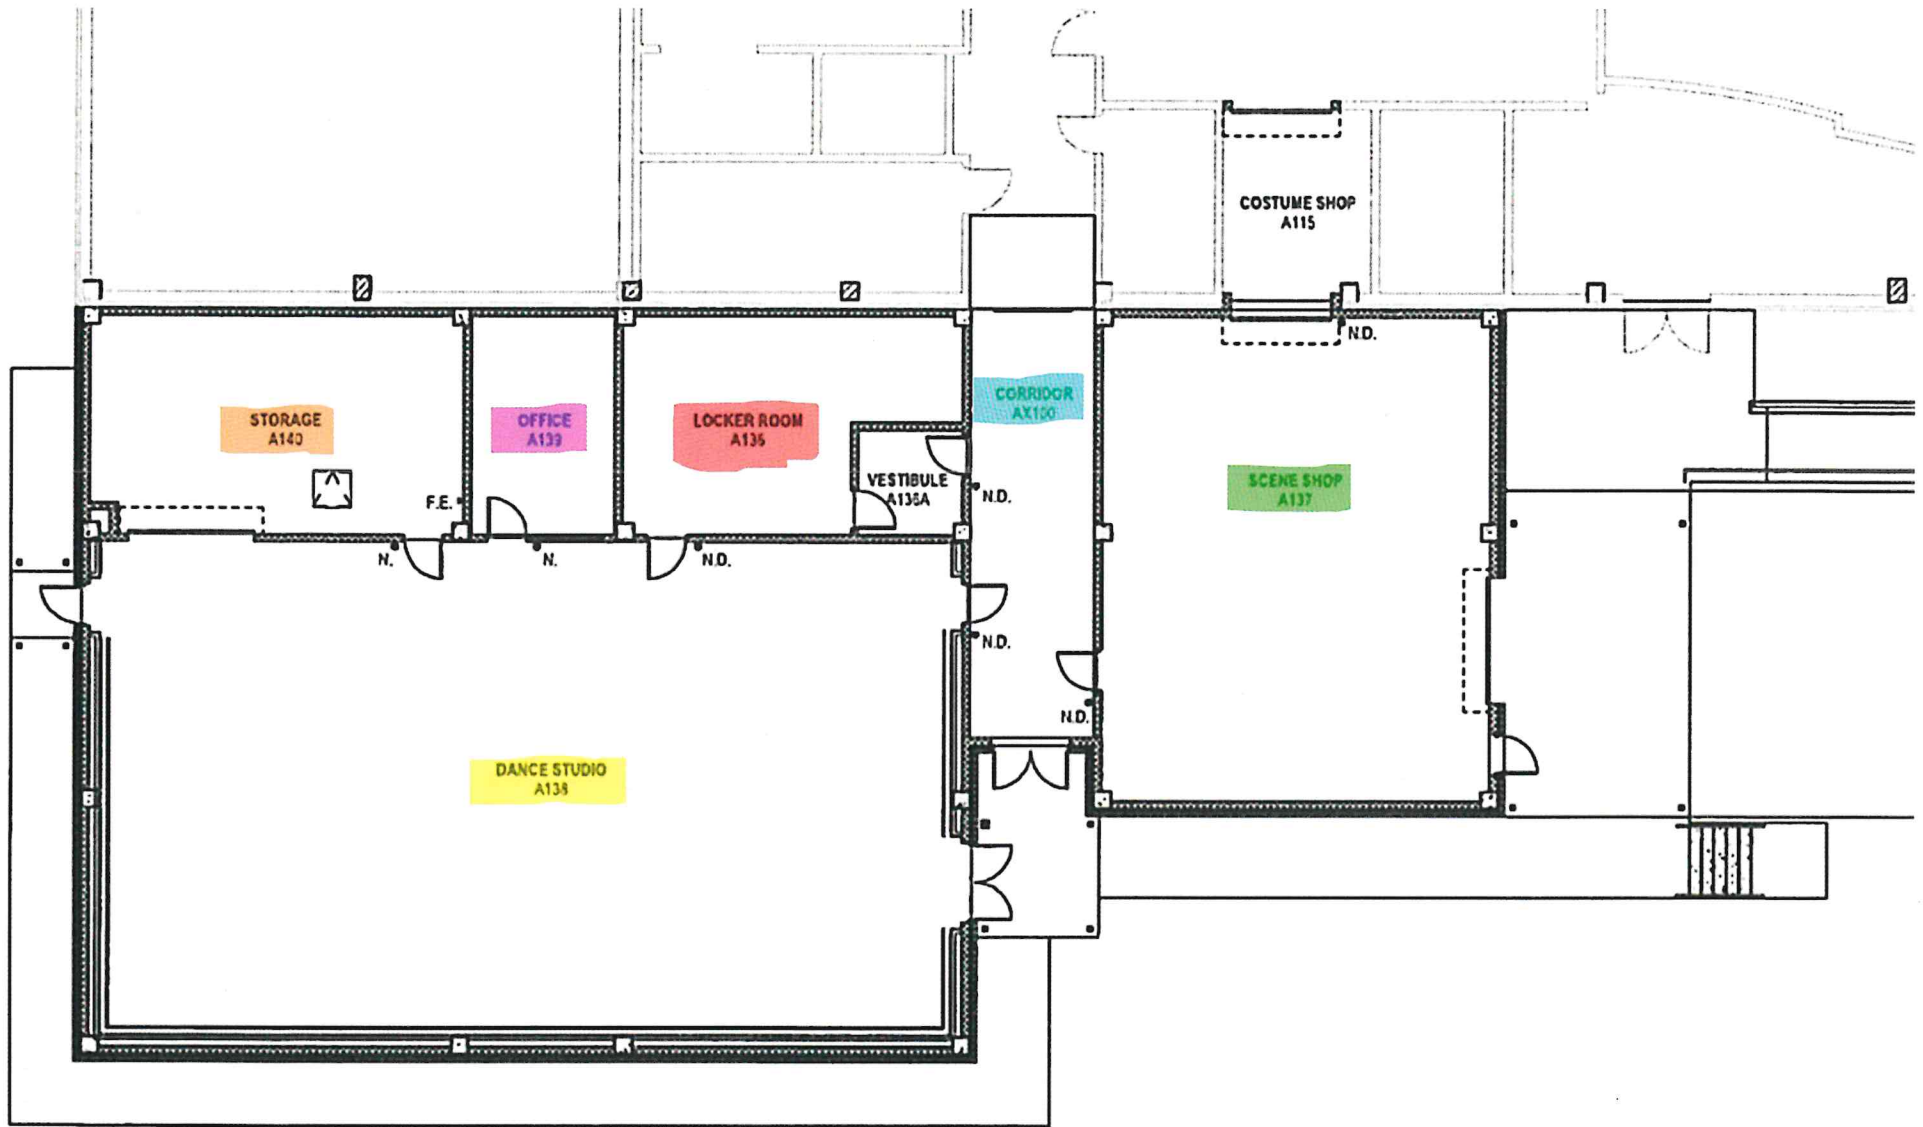 COSTUME SHOP
A115
N.D.
STORAGE
A140
OFFICE
A139
LOCKER ROOM
A136
CORRIDOR
AX100
VESTIBULE
A136A
SCENE SHOP
A137
F.E.
N.D.
N.
N.
N.D.
N.D.
N.D.
DANCE STUDIO
A138